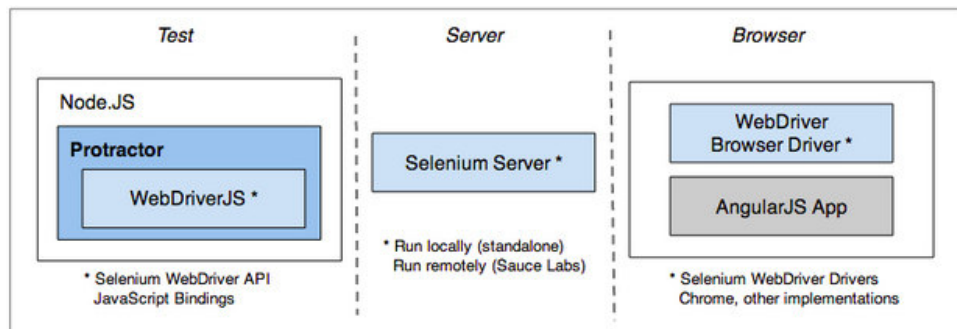 Test
Server
Browser
Node.JS
Protractor
WebDriverJS *
* Selenium WebDriver API
JavaScript Bindings
Selenium Server *
* Run locally (standalone)
Run remotely (Sauce Labs)
WebDriver
Browser Driver *
AngularJS App
* Selenium WebDriver Drivers
Chrome, other implementations